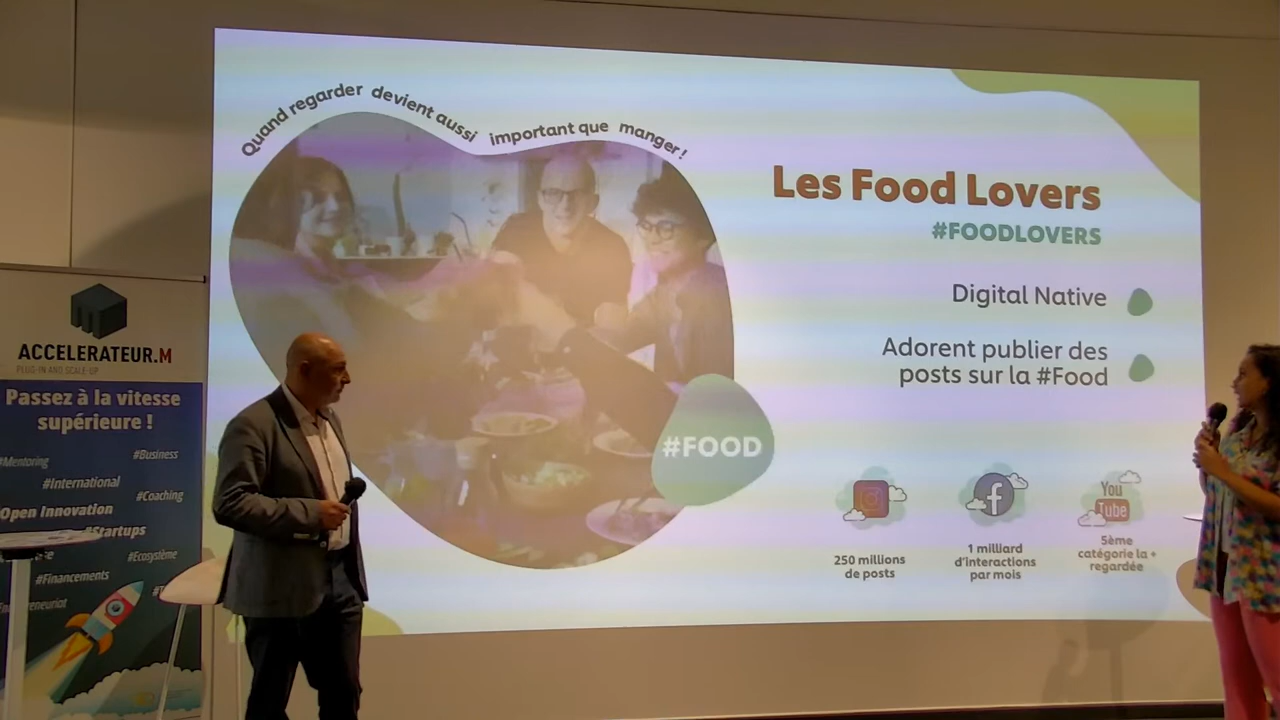 Quand regarder devient aussi important que manger !
Les Food Lovers
#FOODLOVERS
Digital Native
Adorent publier des
posts sur la #Food
#FOOD
250 millions
de posts
1 milliard
d'interactions
par mois
You
Tube
5ème
catégorie la +
regardée
ACCELERATEUR.M
PLUG-IN AND SCALE-UP
Passez à la vitesse
supérieure !
#Mentoring
#Business
#International
#Coaching
Open Innovation
#Startups
#Ecosystème
#Financements